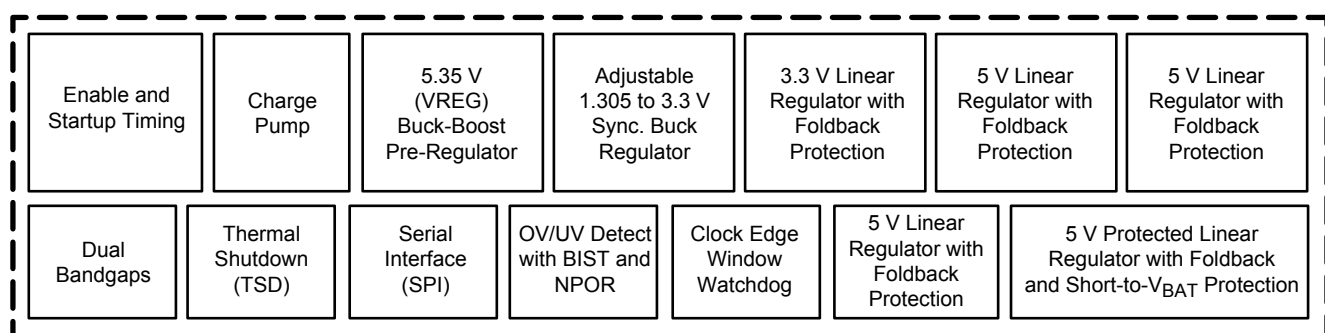 Enable and
Startup Timing
Charge
Pump
5.35 V
(VREG)
Buck-Boost
Pre-Regulator
Adjustable
1.305 to 3.3 V
Sync. Buck
Regulator
3.3 V Linear
Regulator with
Foldback
Protection
5 V Linear
Regulator with
Foldback
Protection
5 V Linear
Regulator with
Foldback
Protection
Dual
Bandgaps
Thermal
Shutdown
(TSD)
Serial
Interface
(SPI)
OV/UV Detect
with BIST and
NPOR
Clock Edge
Window
Watchdog
5 V Linear
Regulator with
Foldback
Protection
5 V Protected Linear
Regulator with Foldback
and Short-to-VBAT Protection